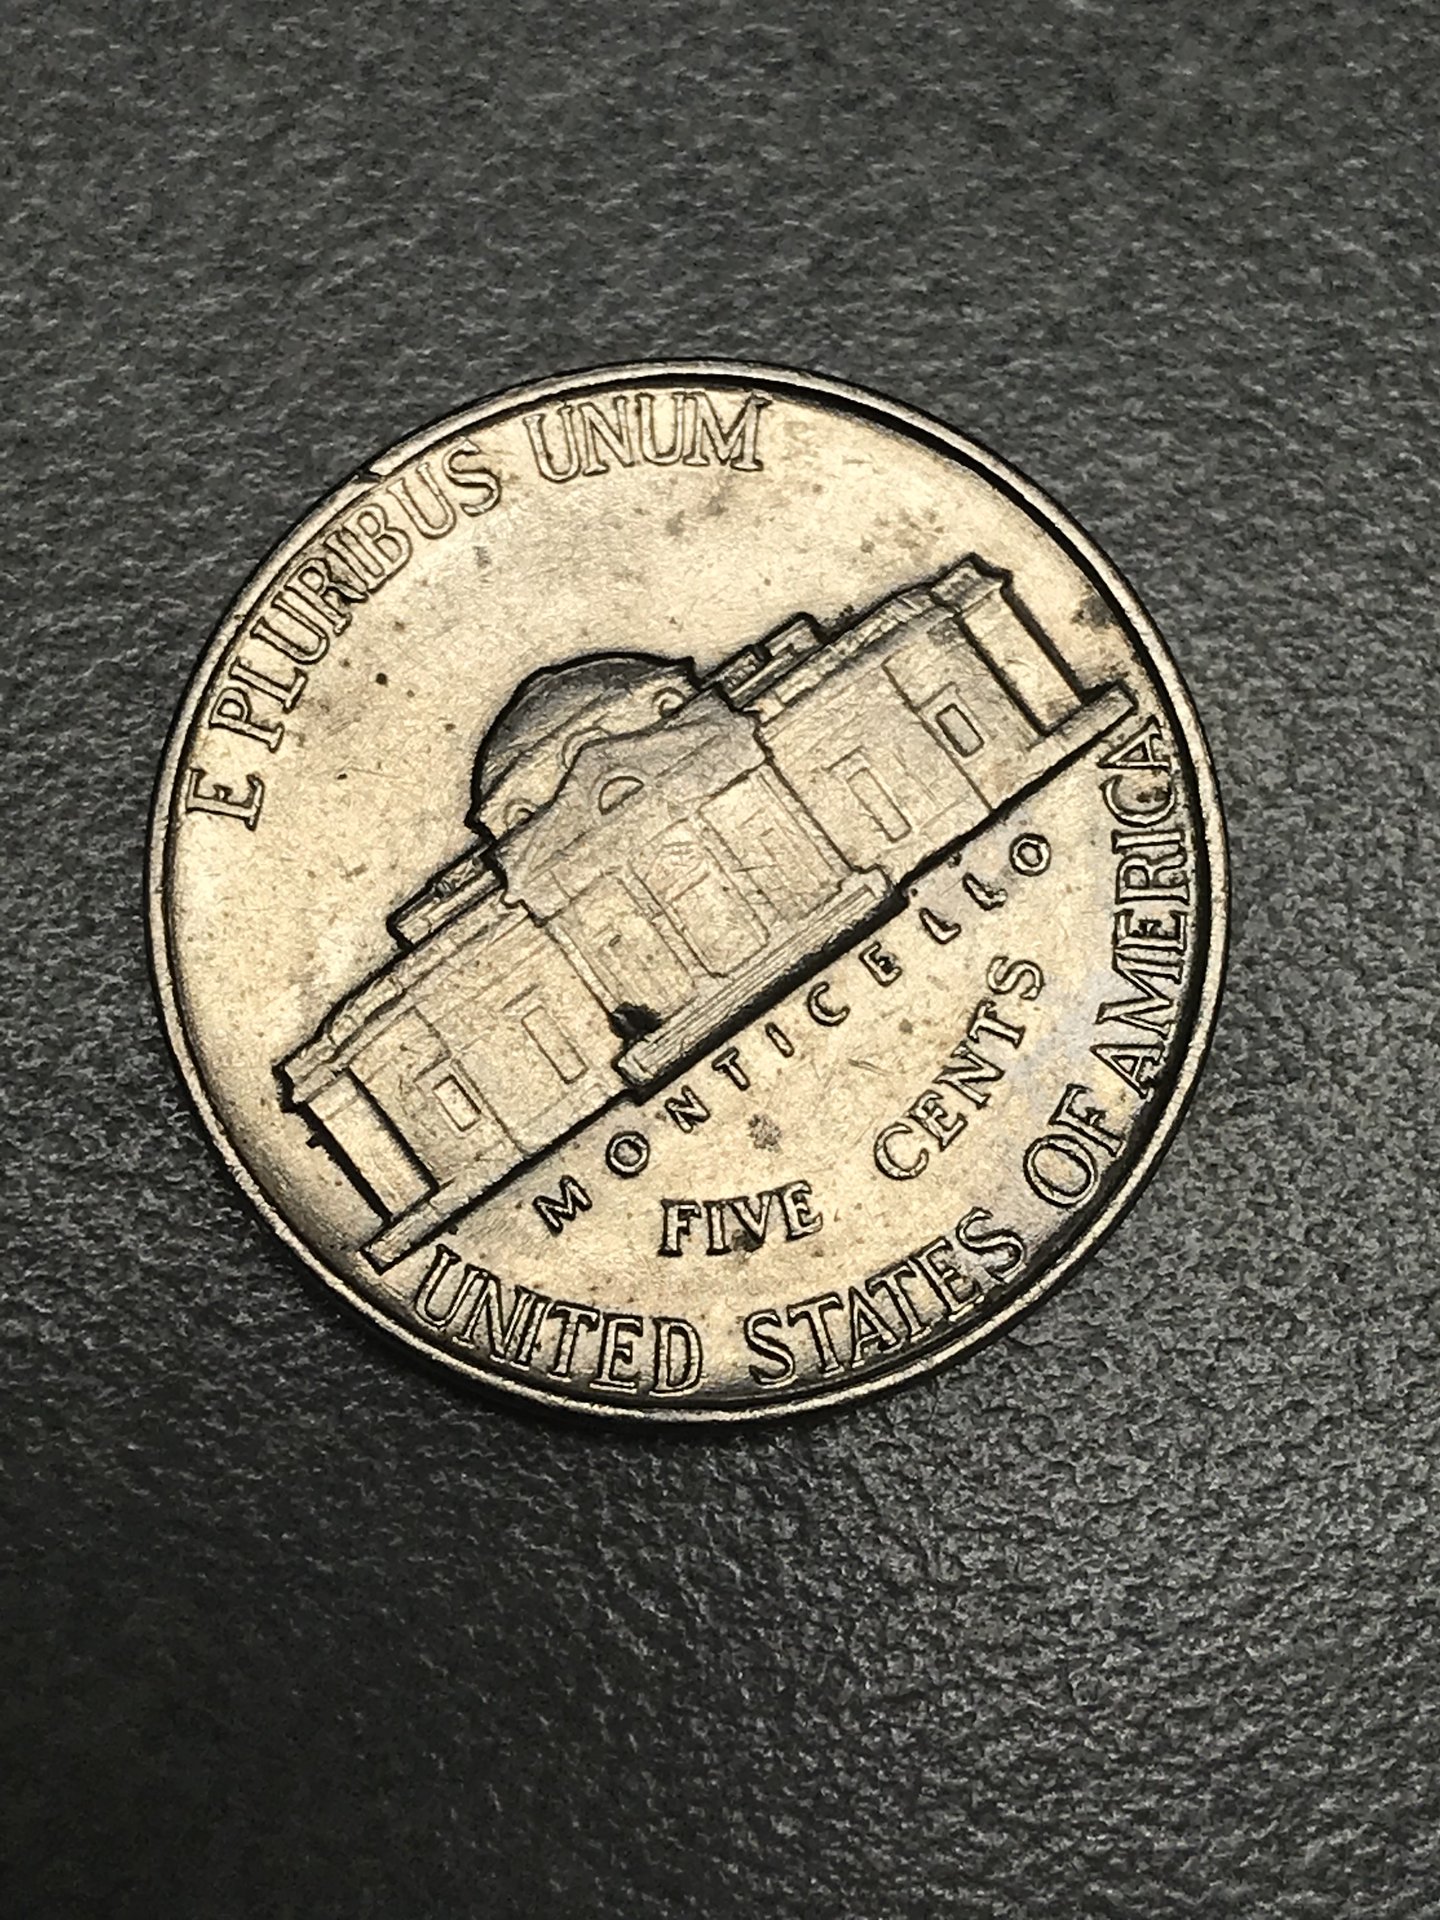 E PLURIBUS UNUM
MONTICELLO
FIVE CENTS
UNITED STATES OF AMERICA